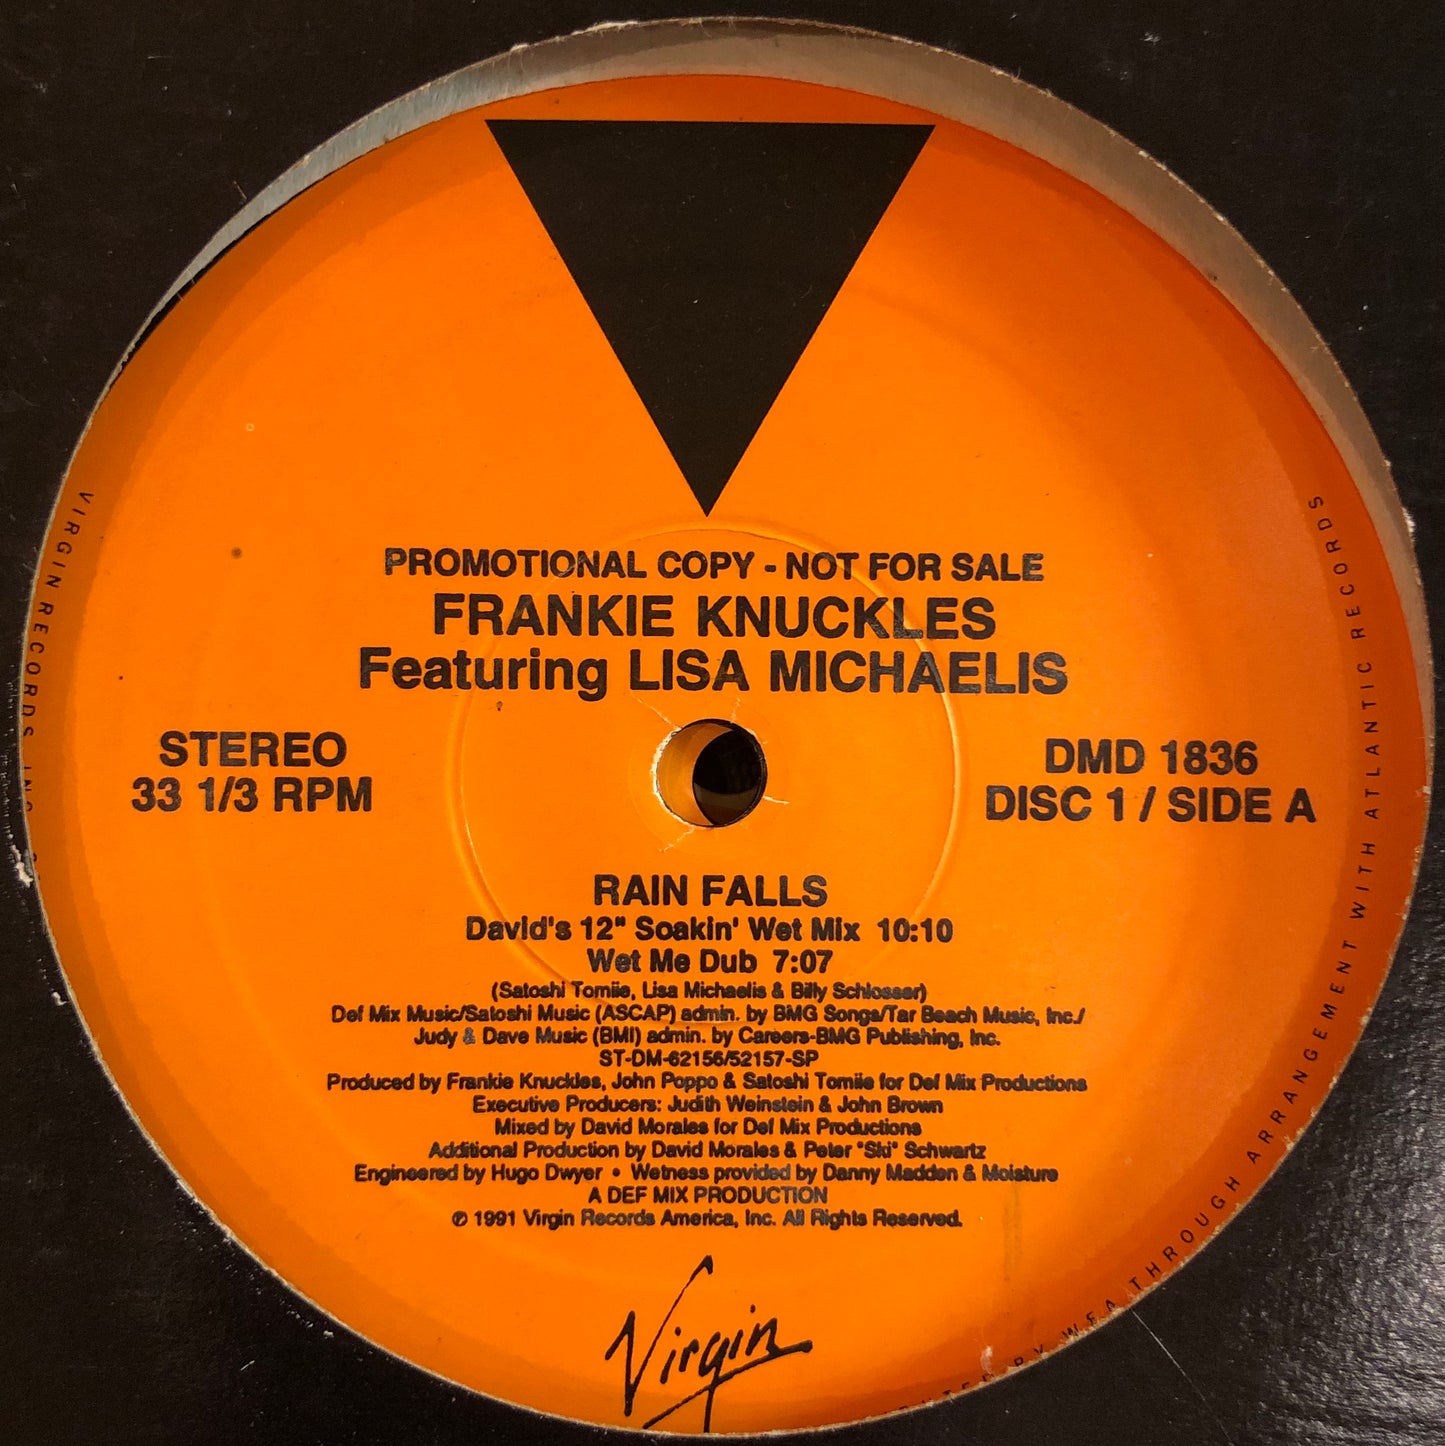 PROMOTIONAL COPY - NOT FOR SALE
FRANKIE KNUCKLES
Featuring LISA MICHAELIS
STEREO
33 1/3 RPM
DMD 1836
DISC 1 / SIDE A
RAIN FALLS
David's 12" Soakin' Wet Mix 10:10
Wet Me Dub 7:07
(Satoshi Tomiie, Lisa Michaelis & Billy Schlosser)
Def Mix Music/Satoshi Music (ASCAP) admin. by BMG Songs/Tar Beach Music, Inc./
Judy & Dave Music (BMI) admin. by Careers-BMG Publishing, Inc.
ST-DM-62156/52157-SP
Produced by Frankie Knuckles, John Poppo & Satoshi Tomiie for Def Mix Productions
Executive Producers: Judith Weinstein & John Brown
Mixed by David Morales for Def Mix Productions
Additional Production by David Morales & Peter "Ski" Schwartz
Engineered by Hugo Dwyer • Wetness provided by Danny Madden & Moisture
A DEF MIX PRODUCTION
℗ 1991 Virgin Records America, Inc. All Rights Reserved.
Virgin
VIRGIN RECORDS, INC.
BY WEA THROUGH ARRANGEMENT WITH ATLANTIC RECORDS